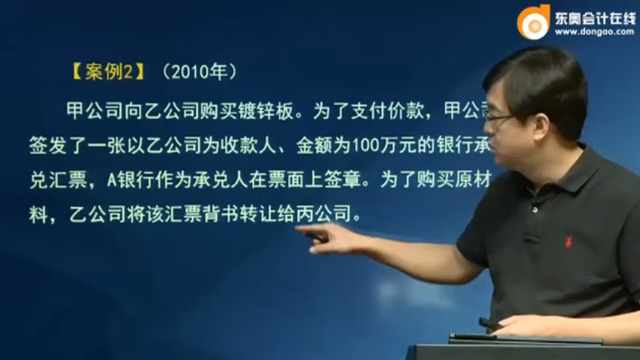 东奥会计在线
www.dongao.com
【案例2】（2010年）
甲公司向乙公司购买镀锌板。为了支付价款，甲公司
签发了一张以乙公司为收款人、金额为100万元的银行承
兑汇票，A银行作为承兑人在票面上签章。为了购买原材
料，乙公司将该汇票背书转让给丙公司。